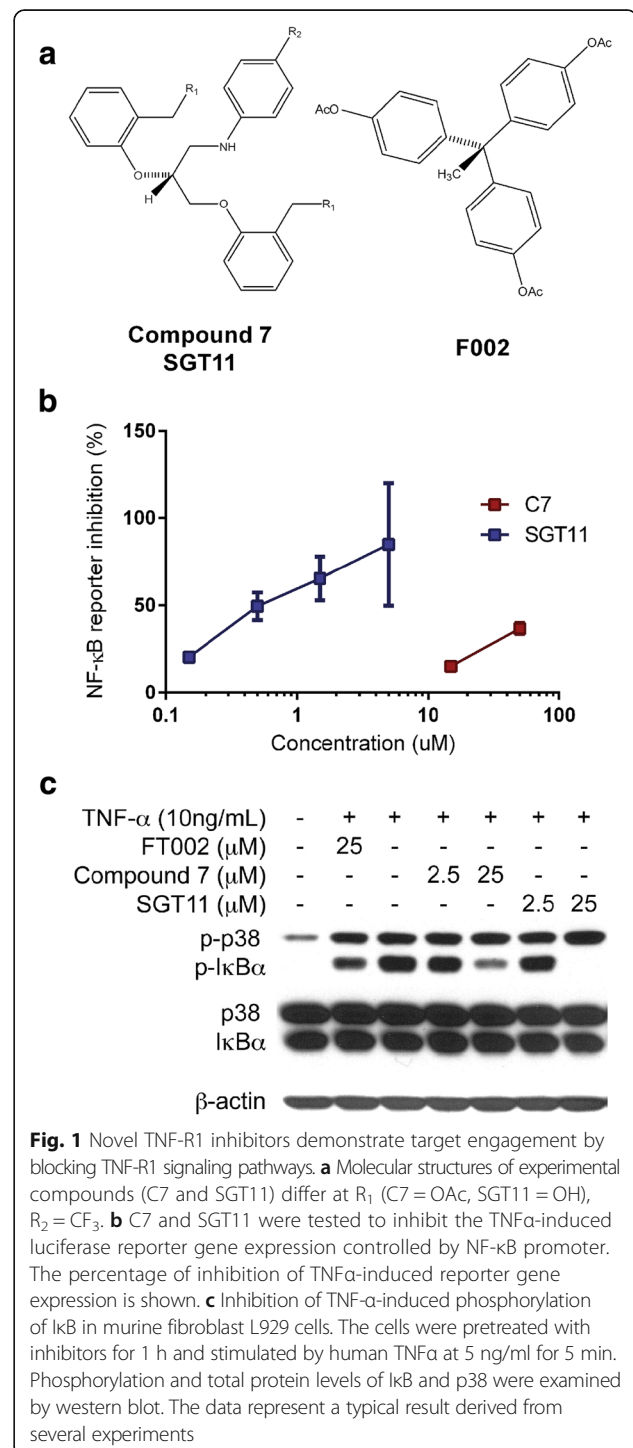 a
R₂
R₁
NH
O
H
O
R₁
Compound 7
SGT11
OAc
AcO
H₃C
OAc
F002
b
NF-κB reporter inhibition (%)
150
100
50
0
0.1 1 10 100
Concentration (uM)
C7
SGT11
c
TNF-α (10ng/mL) - + + + + + +
FT002 (μM) - 25 - - - - -
Compound 7 (μM) - - - 2.5 25 - -
SGT11 (μM) - - - - - 2.5 25
p-p38
p-IκBα
p38
IκBα
β-actin
Fig. 1 Novel TNF-R1 inhibitors demonstrate target engagement by
blocking TNF-R1 signaling pathways. a Molecular structures of experimental
compounds (C7 and SGT11) differ at R₁ (C7 = OAc, SGT11 = OH),
R₂ = CF₃. b C7 and SGT11 were tested to inhibit the TNFα-induced
luciferase reporter gene expression controlled by NF-κB promoter.
The percentage of inhibition of TNFα-induced reporter gene
expression is shown. c Inhibition of TNF-α-induced phosphorylation
of IκB in murine fibroblast L929 cells. The cells were pretreated with
inhibitors for 1 h and stimulated by human TNFα at 5 ng/ml for 5 min.
Phosphorylation and total protein levels of IκB and p38 were examined
by western blot. The data represent a typical result derived from
several experiments